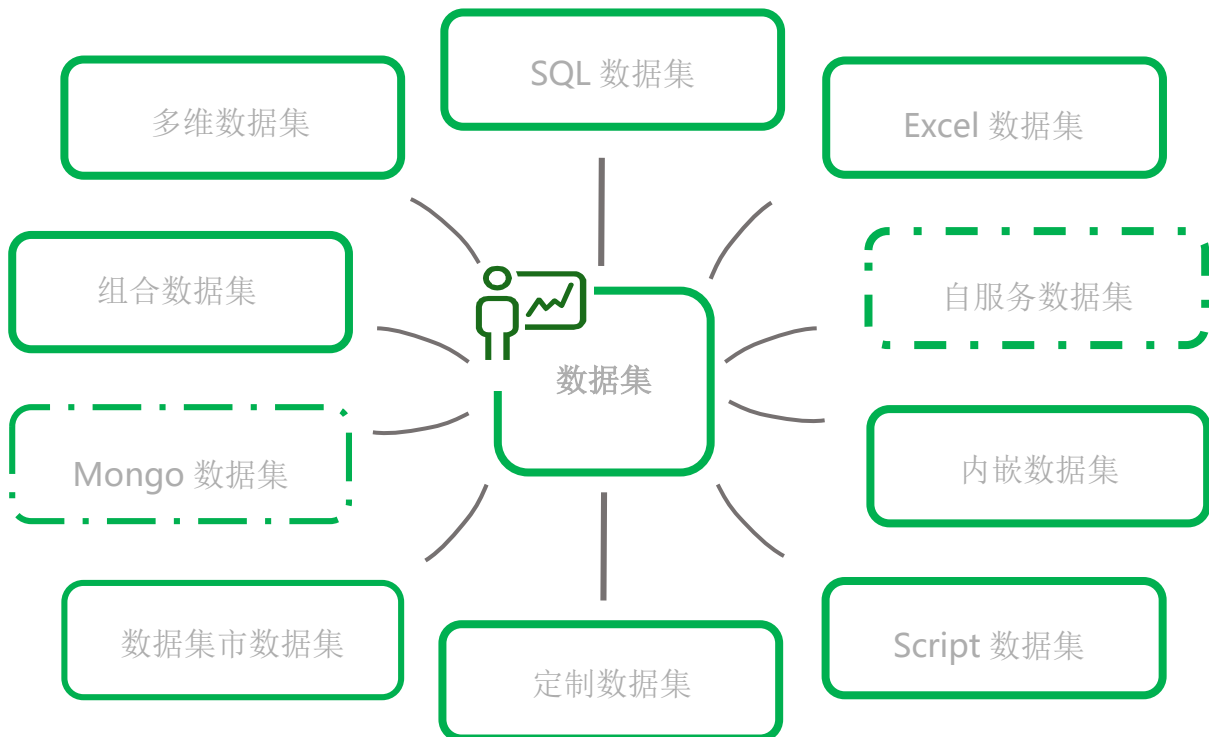 SQL 数据集
多维数据集
Excel 数据集
组合数据集
自服务数据集
数据集
Mongo 数据集
内嵌数据集
数据集市数据集
Script 数据集
定制数据集